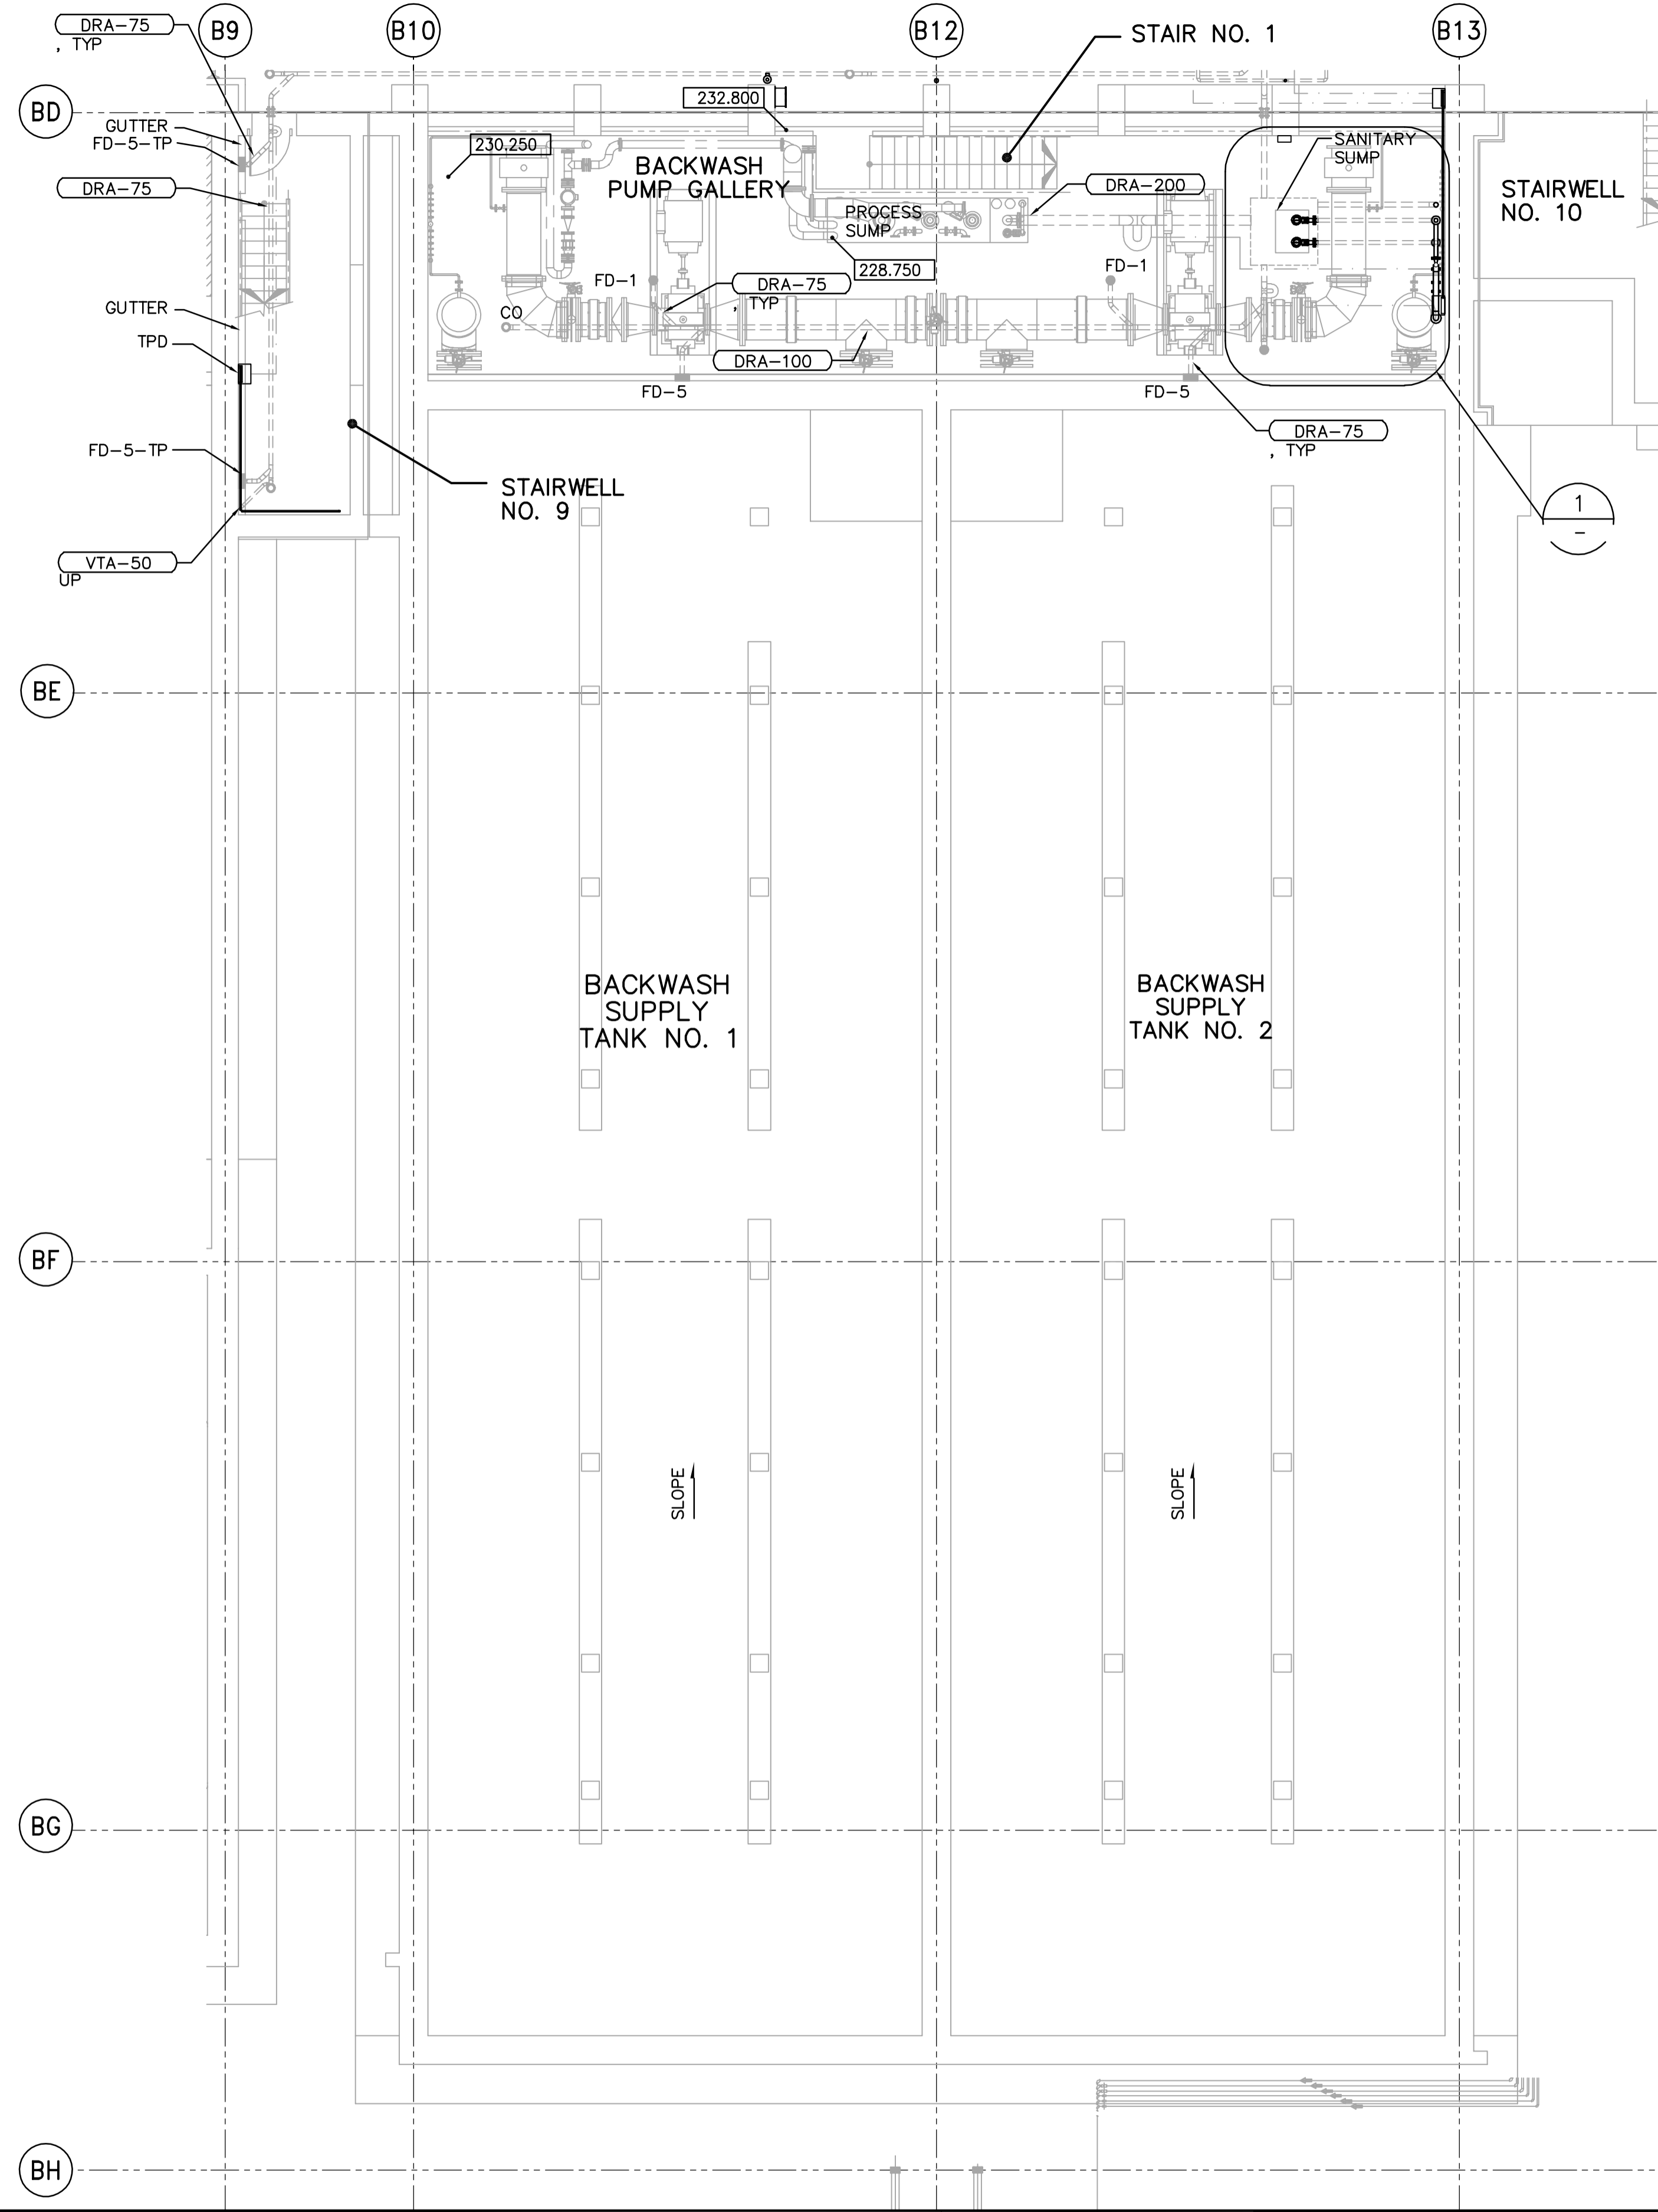 DRA-75
, TYP
B9
B10
B12
STAIR NO. 1
B13
BD
GUTTER
FD-5-TP
232.800
230.250
BACKWASH
PUMP GALLERY
SANITARY
SUMP
DRA-75
DRA-200
STAIRWELL
NO. 10
PROCESS
SUMP
228.750
FD-1
FD-1
DRA-75
, TYP
GUTTER
CO
TPD
DRA-100
FD-5
FD-5
DRA-75
, TYP
FD-5-TP
STAIRWELL
NO. 9
1
-
VTA-50
UP
BE
BACKWASH
SUPPLY
TANK NO. 1
BACKWASH
SUPPLY
TANK NO. 2
BF
SLOPE
SLOPE
BG
BH